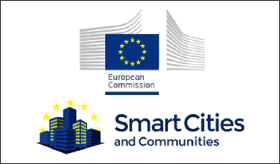 European
Commission
Smart Cities
and Communities